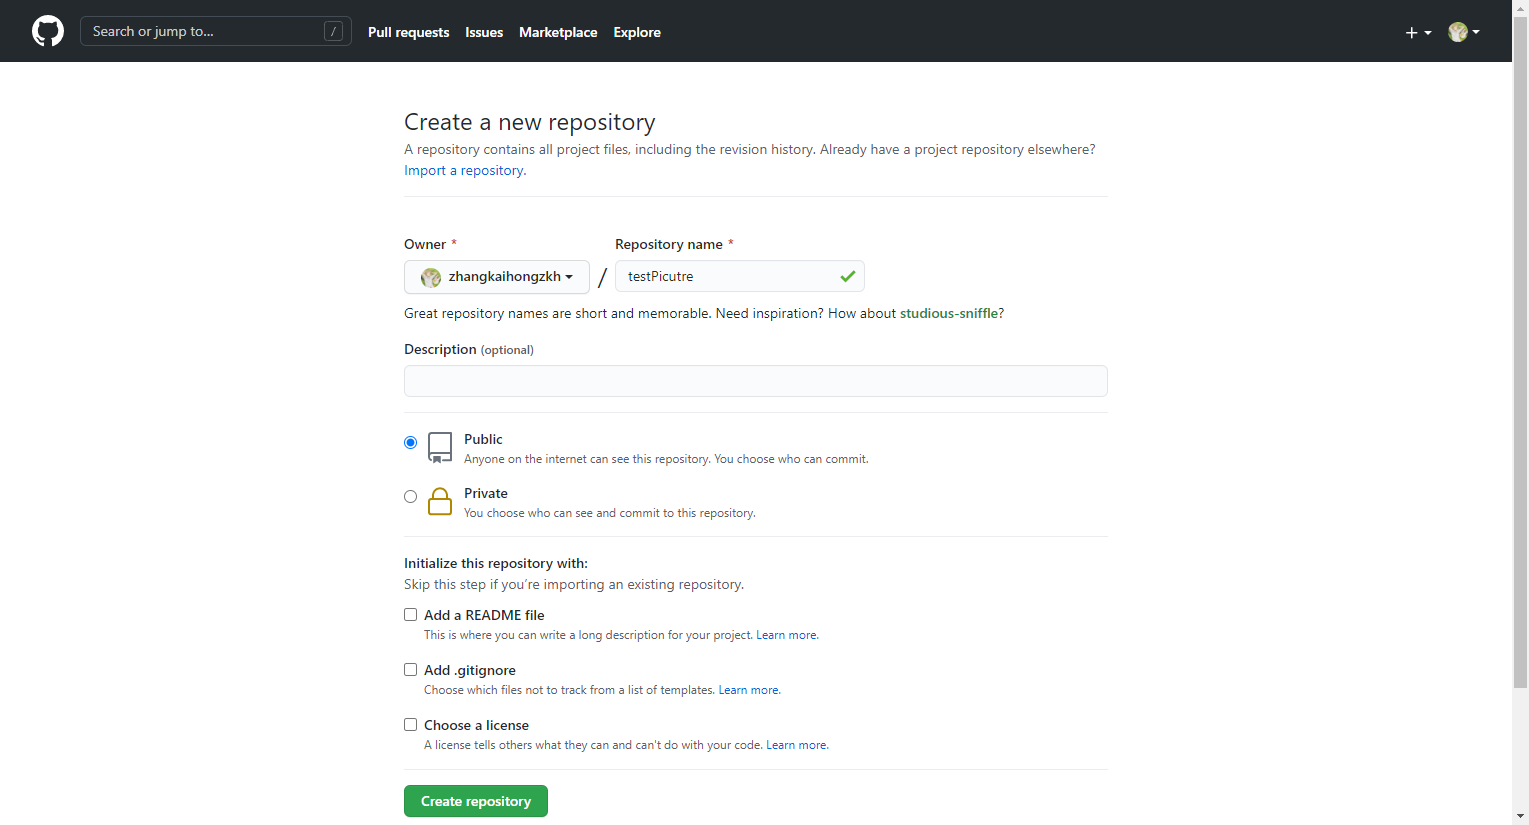 Search or jump to... /
Pull requests Issues Marketplace Explore
Create a new repository
A repository contains all project files, including the revision history. Already have a project repository elsewhere?
Import a repository.
Owner *
Repository name *
zhangkaihongzkh / testPicutre
Great repository names are short and memorable. Need inspiration? How about studious-sniffle?
Description (optional)
Public
Anyone on the internet can see this repository. You choose who can commit.
Private
You choose who can see and commit to this repository.
Initialize this repository with:
Skip this step if you’re importing an existing repository.
Add a README file
This is where you can write a long description for your project. Learn more.
Add .gitignore
Choose which files not to track from a list of templates. Learn more.
Choose a license
A license tells others what they can and can't do with your code. Learn more.
Create repository